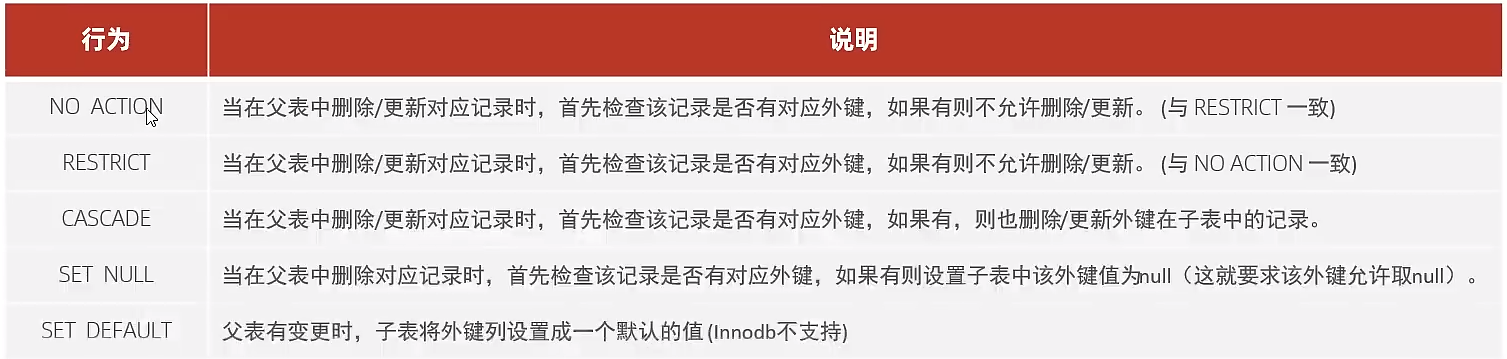 行为 说明
NO ACTION 当在父表中删除/更新对应记录时，首先检查该记录是否有对应外键，如果有则不允许删除/更新。 (与 RESTRICT 一致)
RESTRICT 当在父表中删除/更新对应记录时，首先检查该记录是否有对应外键，如果有则不允许删除/更新。 (与 NO ACTION 一致)
CASCADE 当在父表中删除/更新对应记录时，首先检查该记录是否有对应外键，如果有，则也删除/更新外键在子表中的记录。
SET NULL 当在父表中删除对应记录时，首先检查该记录是否有对应外键，如果有则设置子表中该外键值为null（这就要求该外键允许取null）。
SET DEFAULT 父表有变更时，子表将外键列设置成一个默认的值 (Innodb不支持)